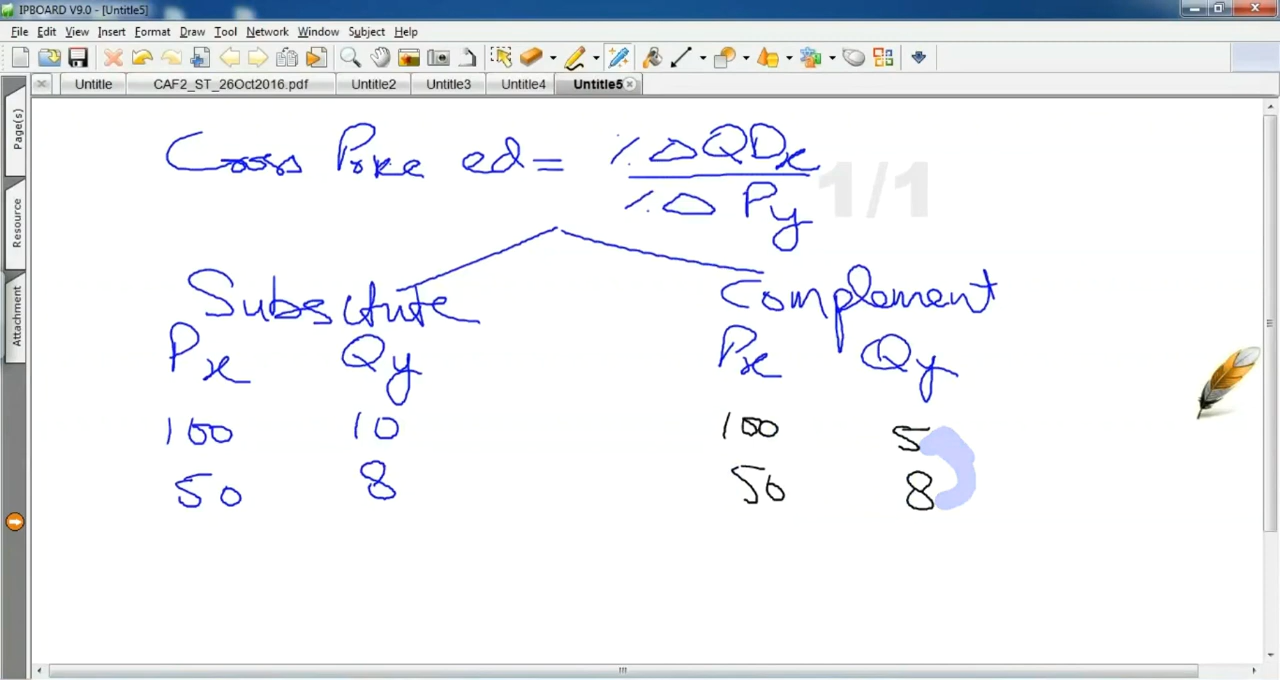 IPBOARD V9.0 - [Untitle5]
File Edit View Insert Format Draw Tool Network Window Subject Help
Untitle CAF2_ST_26Oct2016.pdf Untitle2 Untitle3 Untitle4 Untitle5
Page(s)
Resource
Attachment
Cross Price ed = %△QDx
%△ Py
1/1
Substitute Complement
Px Qy Px Qy
100 10 100 5
50 8 50 8